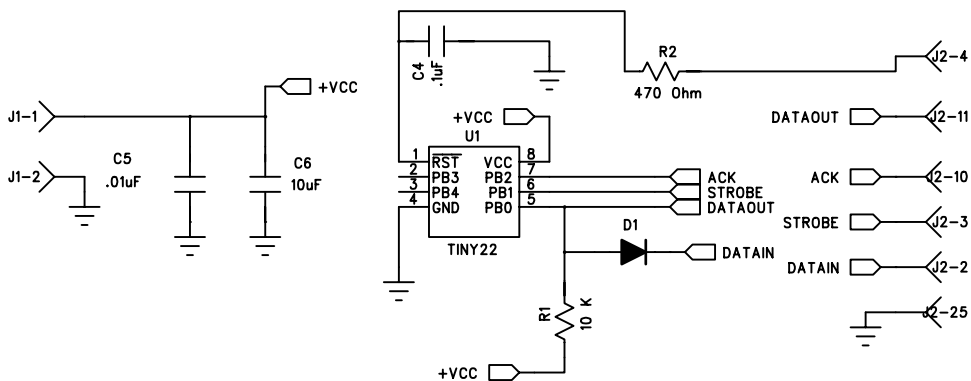 J1-1
+VCC
J1-2
C5
.01uF
C6
10uF
C4
.1uF
R2
470 Ohm
J2-4
+VCC
U1
1
2
3
4
RST
PB3
PB4
GND
VCC
PB2
PB1
PB0
8
7
6
5
TINY22
ACK
STROBE
DATAOUT
D1
DATAIN
R1
10 K
+VCC
DATAOUT
J2-11
ACK
J2-10
STROBE
J2-3
DATAIN
J2-2
J2-25